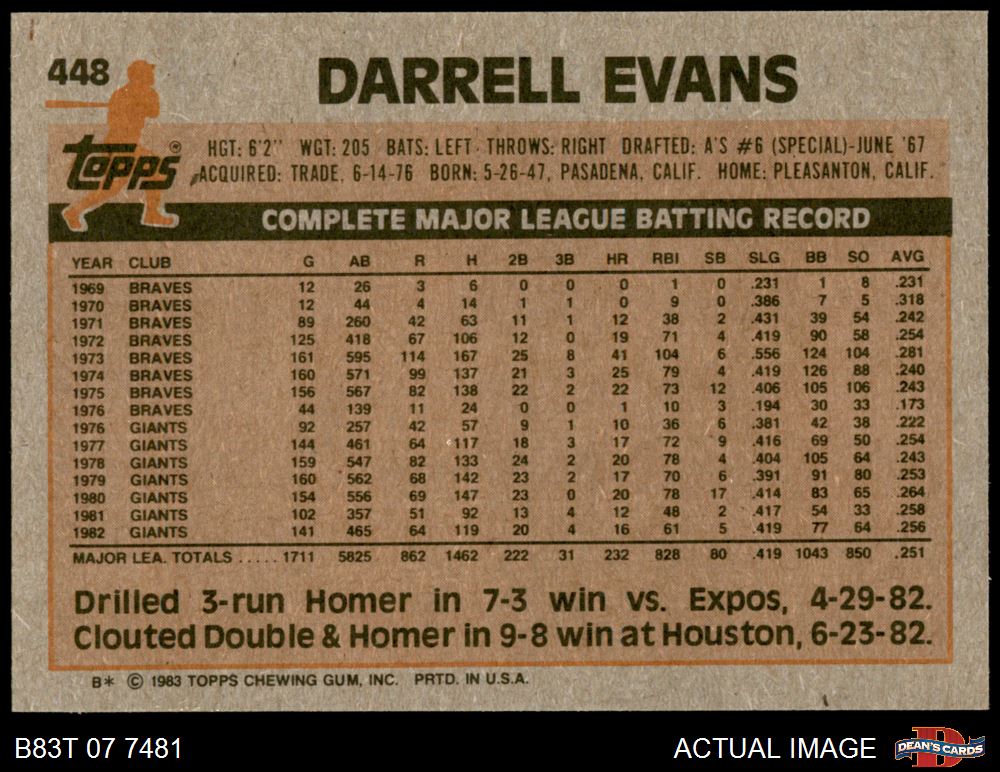 448
DARRELL EVANS
topps®
HGT: 6'2" WGT: 205 BATS: LEFT THROWS: RIGHT DRAFTED: A'S #6 (SPECIAL)-JUNE '67
ACQUIRED: TRADE, 6-14-76 BORN: 5-26-47, PASADENA, CALIF. HOME: PLEASANTON, CALIF.
COMPLETE MAJOR LEAGUE BATTING RECORD
YEAR CLUB G AB R H 2B 3B HR RBI SB SLG BB SO AVG
1969 BRAVES 12 26 3 6 0 0 0 1 0 .231 1 8 .231
1970 BRAVES 12 44 4 14 1 1 0 9 0 .386 7 5 .318
1971 BRAVES 89 260 42 63 11 1 12 38 2 .431 39 54 .242
1972 BRAVES 125 418 67 106 12 0 19 71 4 .419 90 58 .254
1973 BRAVES 161 595 114 167 25 8 41 104 6 .556 124 104 .281
1974 BRAVES 160 571 99 137 21 3 25 79 4 .419 126 88 .240
1975 BRAVES 156 567 82 138 22 2 22 73 12 .406 105 106 .243
1976 BRAVES 44 139 11 24 0 0 1 10 3 .194 30 33 .173
1976 GIANTS 92 257 42 57 9 1 10 36 6 .381 42 38 .222
1977 GIANTS 144 461 64 117 18 3 17 72 9 .416 69 50 .254
1978 GIANTS 159 547 82 133 24 2 20 78 4 .404 105 64 .243
1979 GIANTS 160 562 68 142 23 2 17 70 6 .391 91 80 .253
1980 GIANTS 154 556 69 147 23 0 20 78 17 .414 83 65 .264
1981 GIANTS 102 357 51 92 13 4 12 48 2 .417 54 33 .258
1982 GIANTS 141 465 64 119 20 4 16 61 5 .419 77 64 .256
MAJOR LEA. TOTALS ..... 1711 5825 862 1462 222 31 232 828 80 .419 1043 850 .251
Drilled 3-run Homer in 7-3 win vs. Expos, 4-29-82.
Clouted Double & Homer in 9-8 win at Houston, 6-23-82.
B* © 1983 TOPPS CHEWING GUM, INC. PRTD. IN U.S.A.
B83T 07 7481
ACTUAL IMAGE
D
DEAN'S CARDS